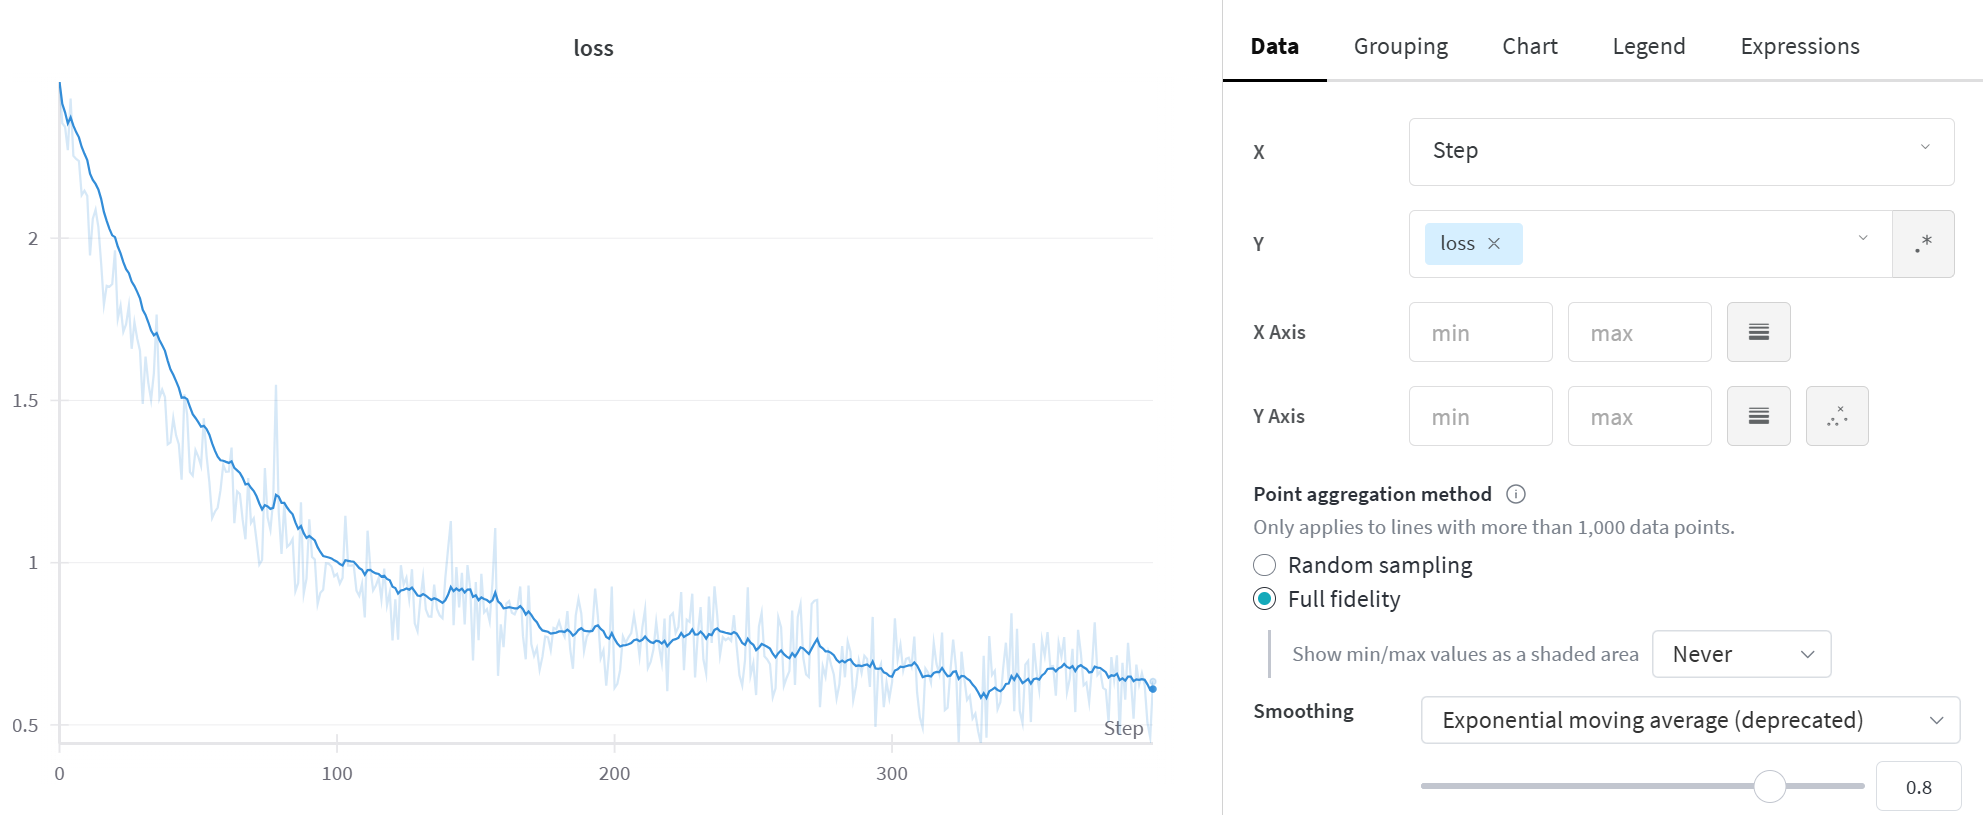 loss
2
1.5
1
0.5
Step
0
100
200
300
Data Grouping Chart Legend Expressions
X Step
Y loss × .*
X Axis min max
Y Axis min max
Point aggregation method
Only applies to lines with more than 1,000 data points.
Random sampling
Full fidelity
Show min/max values as a shaded area Never
Smoothing Exponential moving average (deprecated)
0.8